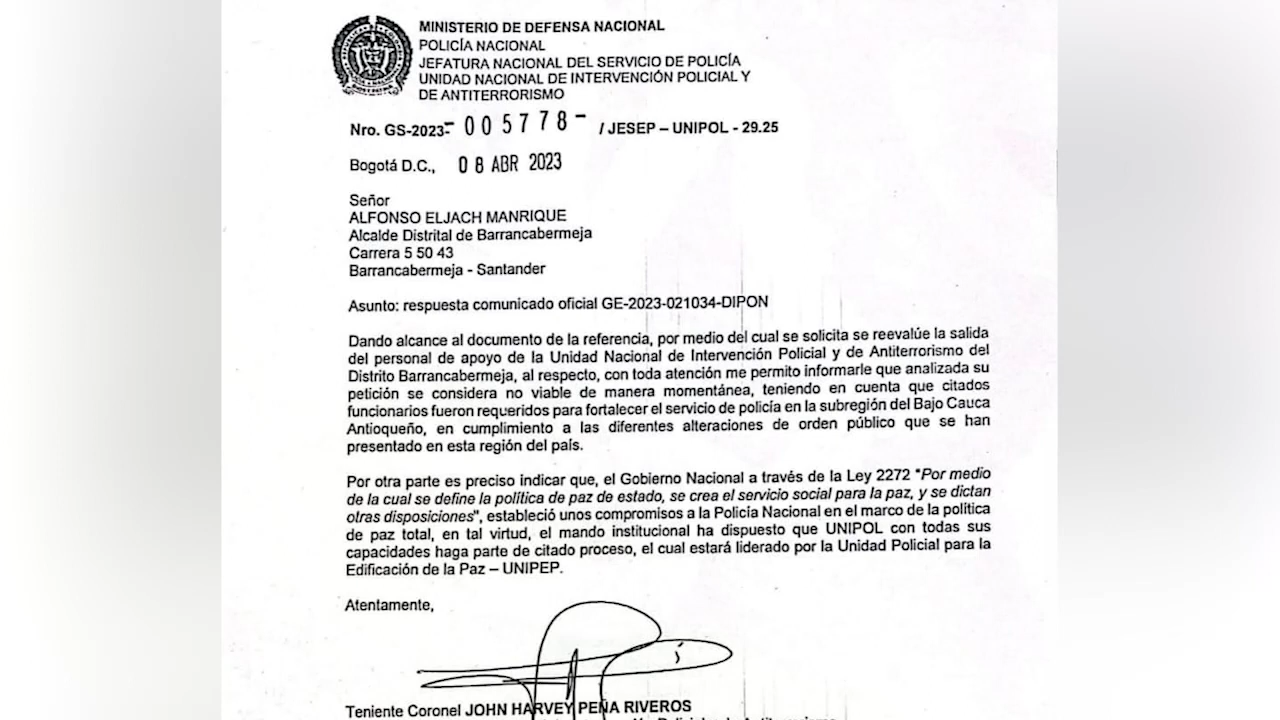 MINISTERIO DE DEFENSA NACIONAL
POLICÍA NACIONAL
JEFATURA NACIONAL DEL SERVICIO DE POLICÍA
UNIDAD NACIONAL DE INTERVENCIÓN POLICIAL Y
DE ANTITERRORISMO
Nro. GS-2023- 005778- / JESEP – UNIPOL - 29.25
Bogotá D.C., 08 ABR 2023
Señor
ALFONSO ELJACH MANRIQUE
Alcalde Distrital de Barrancabermeja
Carrera 5 50 43
Barrancabermeja - Santander
Asunto: respuesta comunicado oficial GE-2023-021034-DIPON
Dando alcance al documento de la referencia, por medio del cual se solicita se reevalúe la salida
del personal de apoyo de la Unidad Nacional de Intervención Policial y de Antiterrorismo del
Distrito Barrancabermeja, al respecto, con toda atención me permito informarle que analizada su
petición se considera no viable de manera momentánea, teniendo en cuenta que citados
funcionarios fueron requeridos para fortalecer el servicio de policía en la subregión del Bajo Cauca
Antioqueño, en cumplimiento a las diferentes alteraciones de orden público que se han
presentado en esta región del país.
Por otra parte es preciso indicar que, el Gobierno Nacional a través de la Ley 2272 "Por medio
de la cual se define la política de paz de estado, se crea el servicio social para la paz, y se dictan
otras disposiciones", estableció unos compromisos a la Policía Nacional en el marco de la política
de paz total, en tal virtud, el mando institucional ha dispuesto que UNIPOL con todas sus
capacidades haga parte de citado proceso, el cual estará liderado por la Unidad Policial para la
Edificación de la Paz – UNIPEP.
Atentamente,
Teniente Coronel JOHN HARVEY PEÑA RIVEROS